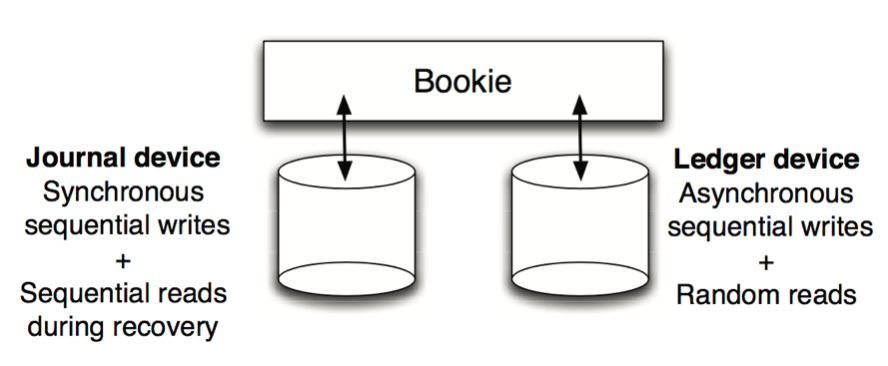 Bookie
Journal device
Synchronous
sequential writes
+
Sequential reads
during recovery
Ledger device
Asynchronous
sequential writes
+
Random reads